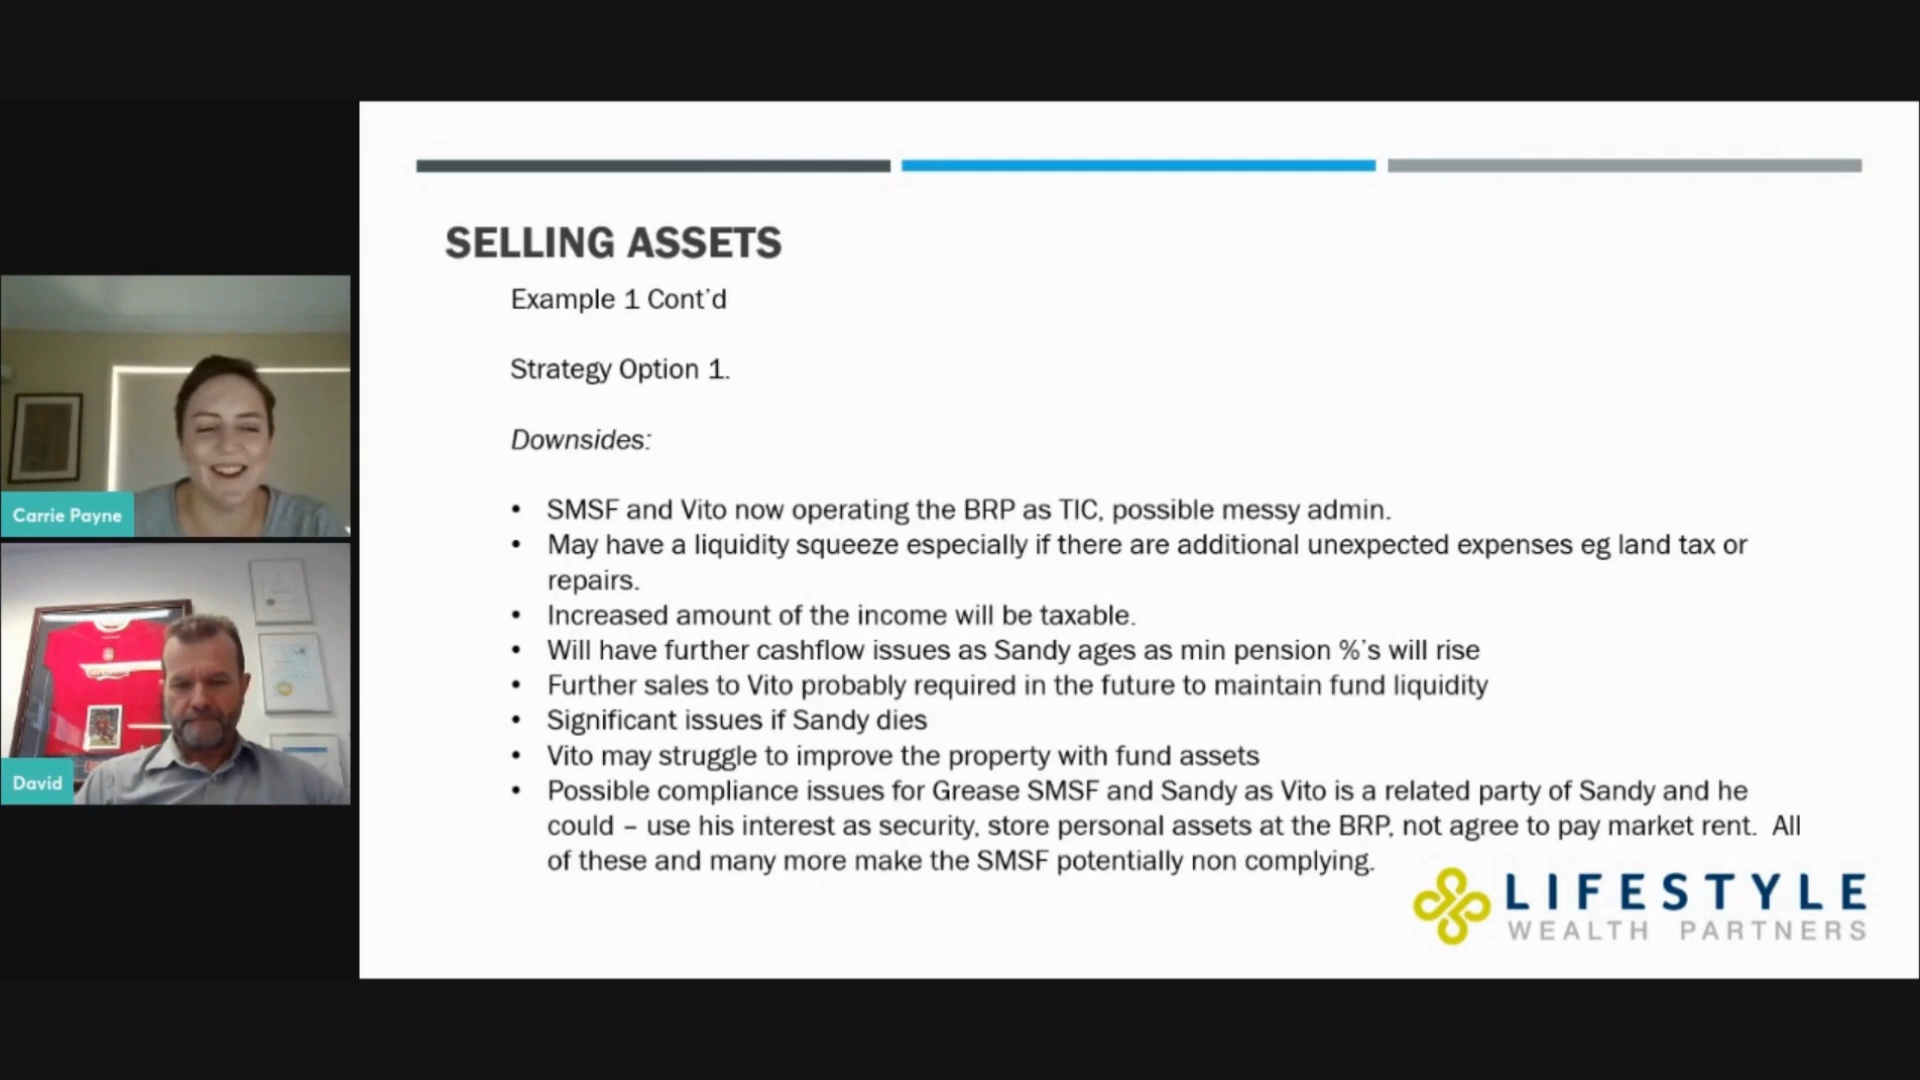 SELLING ASSETS
Example 1 Cont'd
Strategy Option 1.
Downsides:
• SMSF and Vito now operating the BRP as TIC, possible messy admin.
• May have a liquidity squeeze especially if there are additional unexpected expenses eg land tax or
repairs.
• Increased amount of the income will be taxable.
• Will have further cashflow issues as Sandy ages as min pension %'s will rise
• Further sales to Vito probably required in the future to maintain fund liquidity
• Significant issues if Sandy dies
• Vito may struggle to improve the property with fund assets
• Possible compliance issues for Grease SMSF and Sandy as Vito is a related party of Sandy and he
could – use his interest as security, store personal assets at the BRP, not agree to pay market rent. All
of these and many more make the SMSF potentially non complying.
LIFESTYLE
WEALTH PARTNERS
Carrie Payne
David